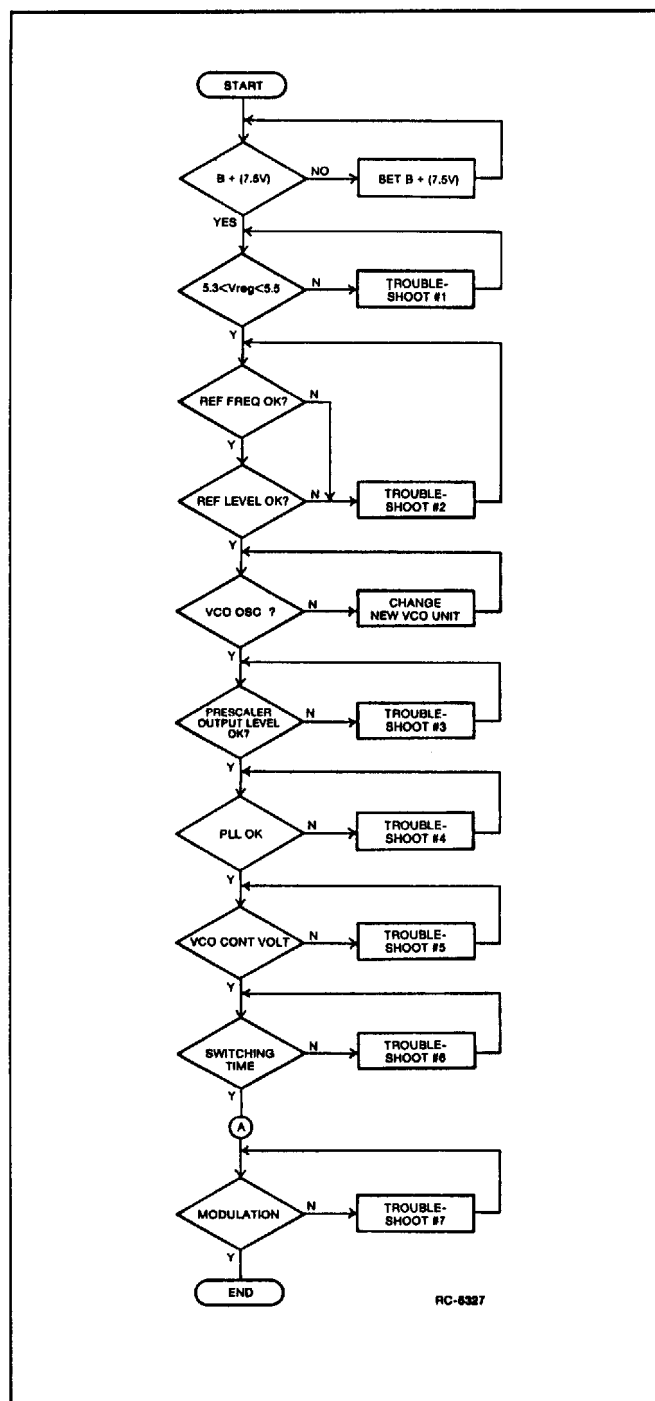 START
B + (7.5V)
NO
BET B + (7.5V)
YES
5.3<Vreg<5.5
N
TROUBLE-
SHOOT #1
Y
REF FREQ OK?
N
Y
REF LEVEL OK?
N
TROUBLE-
SHOOT #2
Y
VCO OSC ?
N
CHANGE
NEW VCO UNIT
Y
PRESCALER
OUTPUT LEVEL
OK?
N
TROUBLE-
SHOOT #3
Y
PLL OK
N
TROUBLE-
SHOOT #4
Y
VCO CONT VOLT
N
TROUBLE-
SHOOT #5
Y
SWITCHING
TIME
N
TROUBLE-
SHOOT #6
Y
A
MODULATION
N
TROUBLE-
SHOOT #7
Y
END
RC-6327